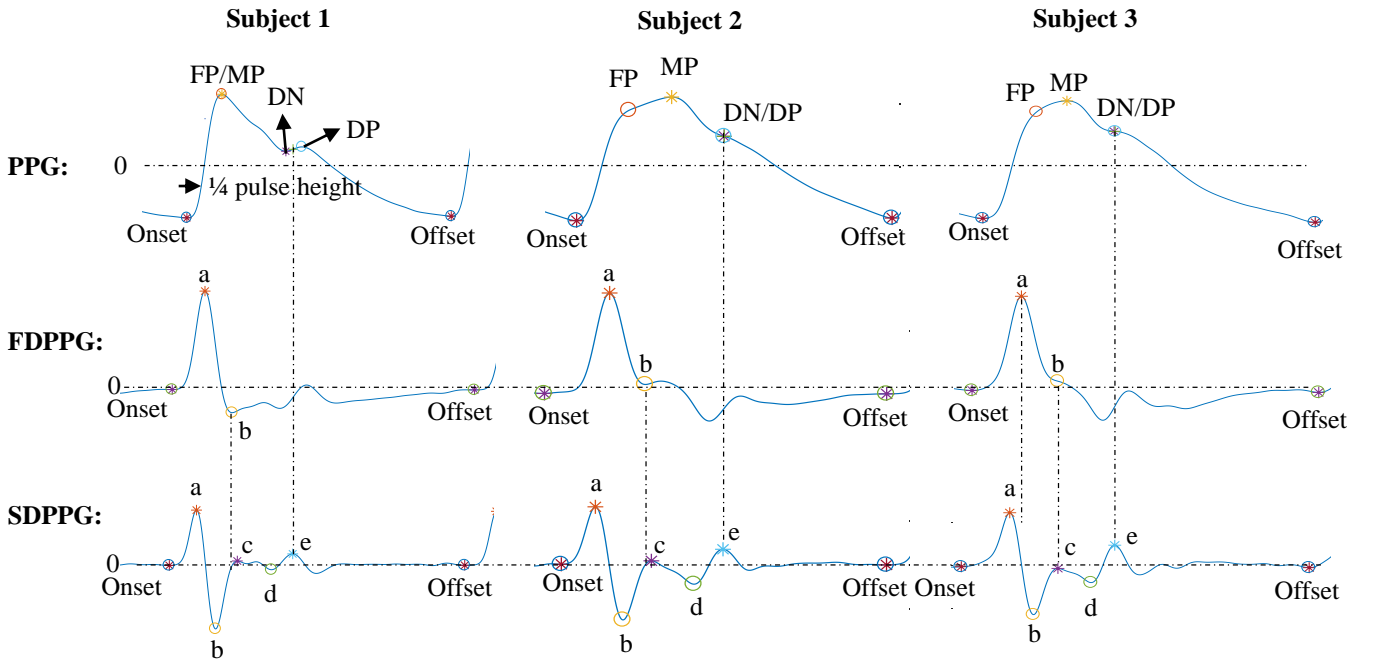 Subject 1 Subject 2 Subject 3
FP/MP
DN
DP
FP MP
DN/DP
FP MP
DN/DP
PPG: 0
¼ pulse height
Onset Offset Onset Offset Onset Offset
a a a
FDPPG:
0 b b
Onset b Offset Onset Offset Onset Offset
a a a
SDPPG:
0 c e c e c e
Onset d Offset Onset d Offset Onset d Offset
b b b